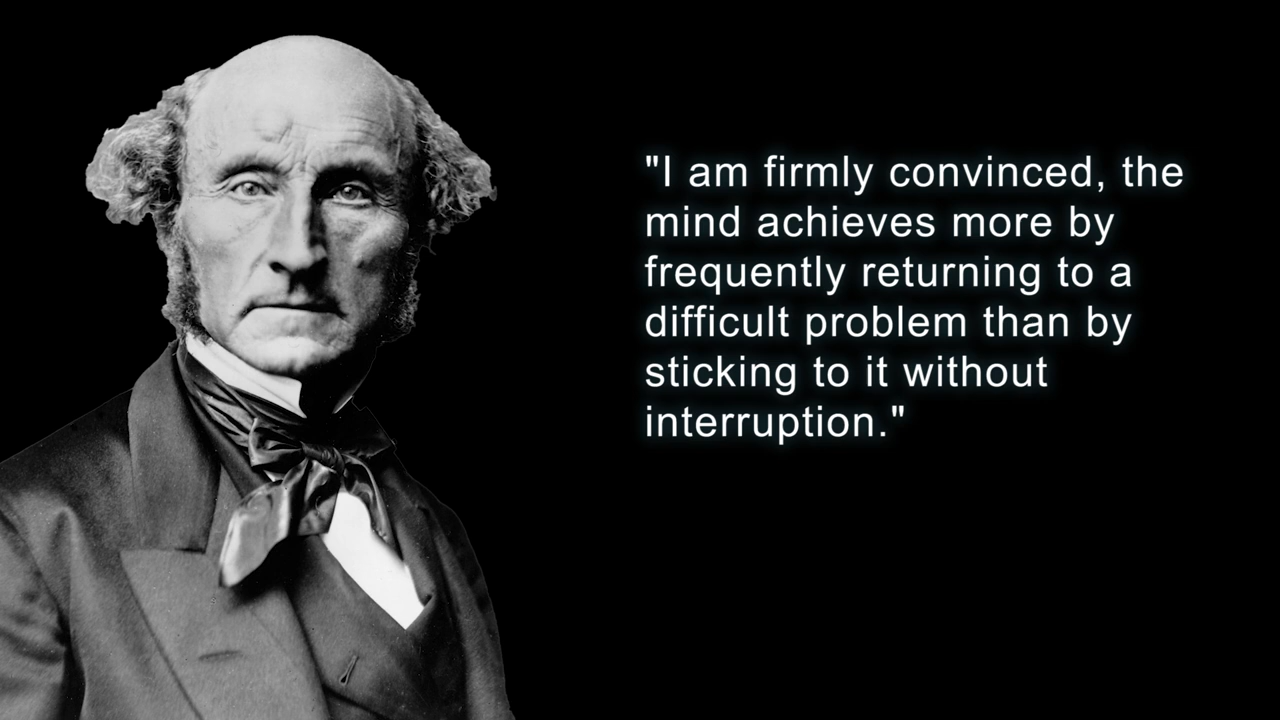 "I am firmly convinced, the
mind achieves more by
frequently returning to a
difficult problem than by
sticking to it without
interruption."